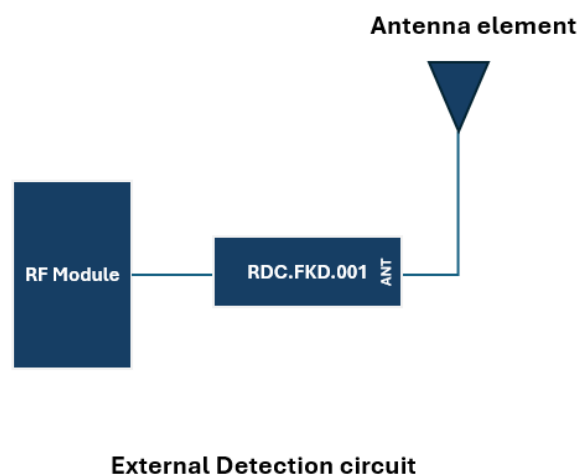 Antenna element
RF Module
RDC.FKD.001
ANT
External Detection circuit